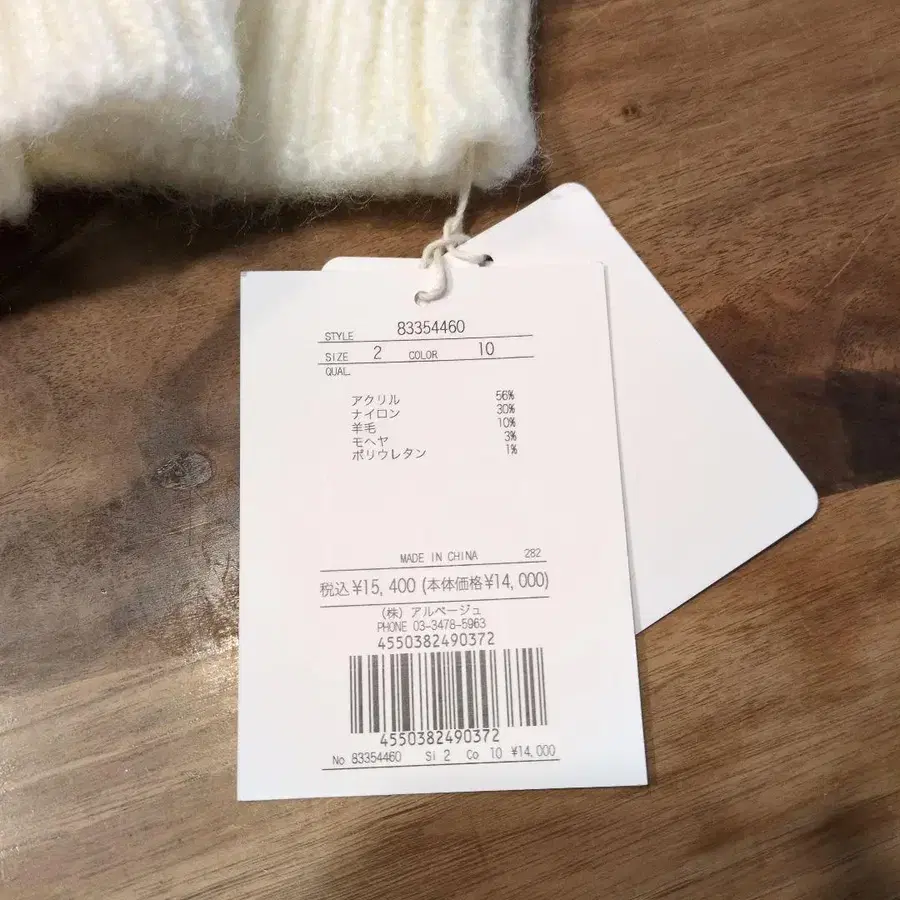 STYLE 83354460
SIZE 2 COLOR 10
QUAL.
アクリル 56%
ナイロン 30%
羊毛 10%
モヘヤ 3%
ポリウレタン 1%
MADE IN CHINA 282
税込¥15,400(本体価格¥14,000)
(株)アルページュ
PHONE 03-3478-5963
4550382490372
4550382490372
No 83354460 Si 2 Co 10 ¥14,000